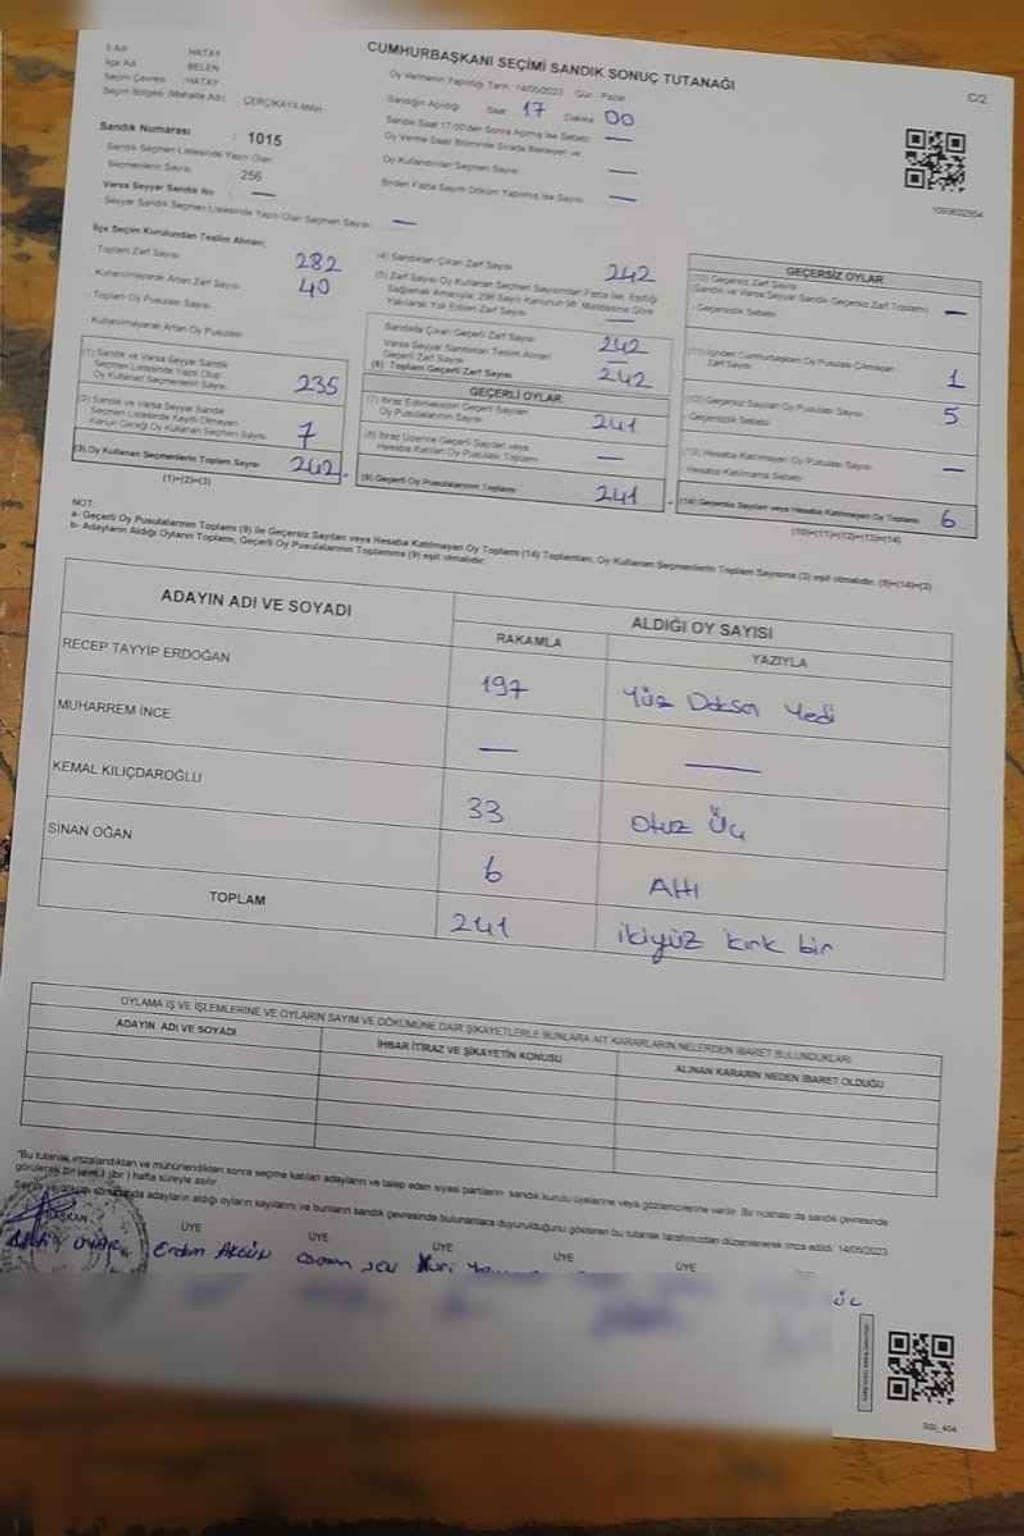 CUMHURBAŞKANI SEÇİMİ SANDIK SONUÇ TUTANAĞI
C/2
İl Adı HATAY
İlçe Adı BELEN
Seçim Çevresi HATAY
Seçim Bölgesi (Mahalle Adı) ÇERÇİKAYA MAH.
Oy Vermenin Yapıldığı Tarih : 14/05/2023 Gün : Pazar
Sandığın Açıldığı Saat 17 Dakika 00
Sandık Saat 17:00'den Sonra Açılmış İse Sebebi —
Oy Verme Saati Bitiminde Sırada Bekleyen ve
Oy Kullandırılan Seçmen Sayısı —
Birden Fazla Sayım Döküm Yapılmış İse Sayısı —
Sandık Numarası : 1015
Sandık Seçmen Listesinde Yazılı Olan
Seçmenlerin Sayısı 256
Varsa Seyyar Sandık No —
Seyyar Sandık Seçmen Listesinde Yazılı Olan Seçmen Sayısı —
İlçe Seçim Kurulundan Teslim Alınan;
Toplam Zarf Sayısı 282
Kullanılmayarak Artan Zarf Sayısı 40
Toplam Oy Pusulası Sayısı
Kullanılmayarak Artan Oy Pusulası
(1) Sandık ve Varsa Seyyar Sandık
Seçmen Listesinde Yazılı Olup
Oy Kullanan Seçmenlerin Sayısı 235
(2) Sandık ve Varsa Seyyar Sandık
Seçmen Listesinde Kayıtlı Olmayan
Kanun Gereği Oy Kullanan Seçmen Sayısı 7
(3) Oy Kullanan Seçmenlerin Toplam Sayısı 242
(1)+(2)=(3)
(4) Sandıktan Çıkan Zarf Sayısı 242
(5) Zarf Sayısı Oy Kullanan Seçmen Sayısından Fazla İse, Eşitliği
Sağlamak Amacıyla; 298 Sayılı Kanunun 98. Maddesine Göre
Yakılarak Yok Edilen Zarf Sayısı —
Sandıkta Çıkan Geçerli Zarf Sayısı 242
Varsa Seyyar Sandıktan Teslim Alınan
Geçerli Zarf Sayısı —
(6) Toplam Geçerli Zarf Sayısı 242
GEÇERLİ OYLAR
(7) İtiraz Edilmeksizin Geçerli Sayılan
Oy Pusulalarının Sayısı 241
(8) İtiraz Üzerine Geçerli Sayılan veya
Hesaba Katılan Oy Pusulası Toplamı —
(9) Geçerli Oy Pusulalarının Toplamı 241
GEÇERSİZ OYLAR
(10) Geçersiz Zarf Sayısı
(Sandık ve Varsa Seyyar Sandık Geçersiz Zarf Toplamı) —
Geçersizlik Sebebi
(11) İçinden Cumhurbaşkanı Oy Pusulası Çıkmayan
Zarf Sayısı 1
(12) Geçersiz Sayılan Oy Pusulası Sayısı 5
Geçersizlik Sebebi
(13) Hesaba Katılmayan Oy Pusulası Sayısı —
Hesaba Katılmama Sebebi
(14) Geçersiz Sayılan veya Hesaba Katılmayan Oy Toplamı 6
(10)+(11)+(12)+(13)=(14)
NOT:
a- Geçerli Oy Pusulalarının Toplamı (9) ile Geçersiz Sayılan veya Hesaba Katılmayan Oy Toplamı (14) Toplamları, Oy Kullanan Seçmenlerin Toplam Sayısına (3) eşit olmalıdır, (9)+(14)=(3)
b- Adayların Aldığı Oyların Toplamı, Geçerli Oy Pusulalarının Toplamına (9) eşit olmalıdır.
ADAYIN ADI VE SOYADI ALDIĞI OY SAYISI
RAKAMLA YAZIYLA
RECEP TAYYİP ERDOĞAN 197 Yüz Doksan Yedi
MUHARREM İNCE — —
KEMAL KILIÇDAROĞLU 33 Otuz Üç
SİNAN OĞAN 6 Altı
TOPLAM 241 ikiyüz kırk bir
OYLAMA İŞ VE İŞLEMLERİNE VE OYLARIN SAYIM VE DÖKÜMÜNE DAİR ŞİKAYETLERLE BUNLARA AİT KARARLARIN NELERDEN İBARET BULUNDUKLARI
ADAYIN ADI VE SOYADI İHBAR İTİRAZ VE ŞİKAYETİN KONUSU ALINAN KARARIN NEDEN İBARET OLDUĞU
"Bu tutanak imzalandıktan ve mühürlendikten sonra seçime katılan adayların ve talep eden siyasi partilerin sandık kurulu üyelerine veya gözlemcilerine verilir. Bir nüshası da sandık çevresinde
görülecek bir yere 1 (bir) hafta süreyle asılır.
adayların aldığı oyların sayılarını ve bunların sandık çevresinde bulunanlara duyurulduğunu gösteren bu tutanak tarafımızdan düzenlenerek imza edildi. 14/05/2023
BAŞKAN ÜYE ÜYE ÜYE ÜYE ÜYE
Erdem Akgün Osman Nuri